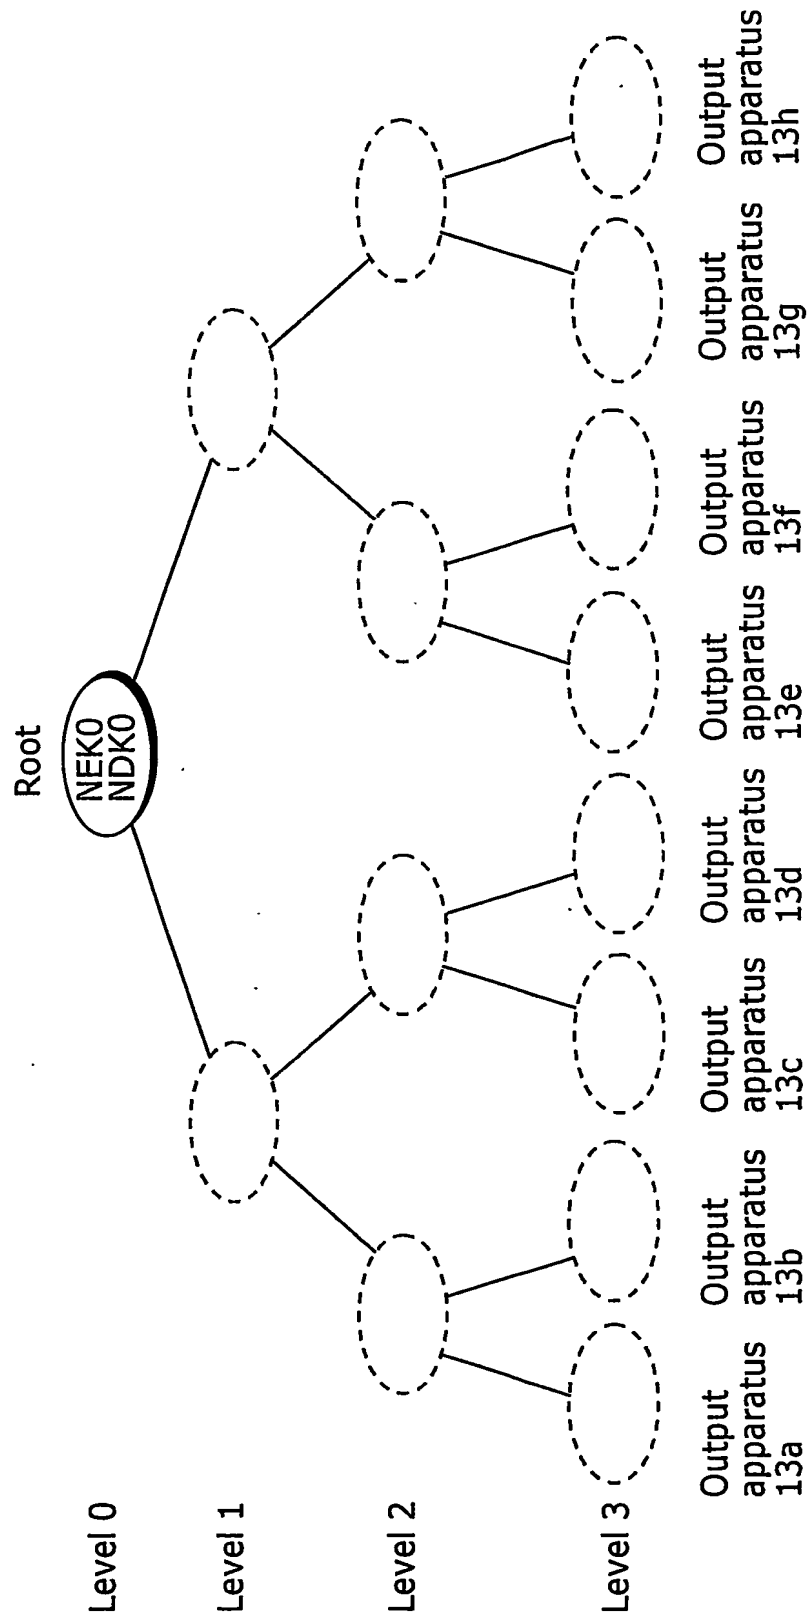 Root
NEK0
NDK0
Level 0
Level 1
Level 2
Level 3
Output
apparatus
13a
Output
apparatus
13b
Output
apparatus
13c
Output
apparatus
13d
Output
apparatus
13e
Output
apparatus
13f
Output
apparatus
13g
Output
apparatus
13h